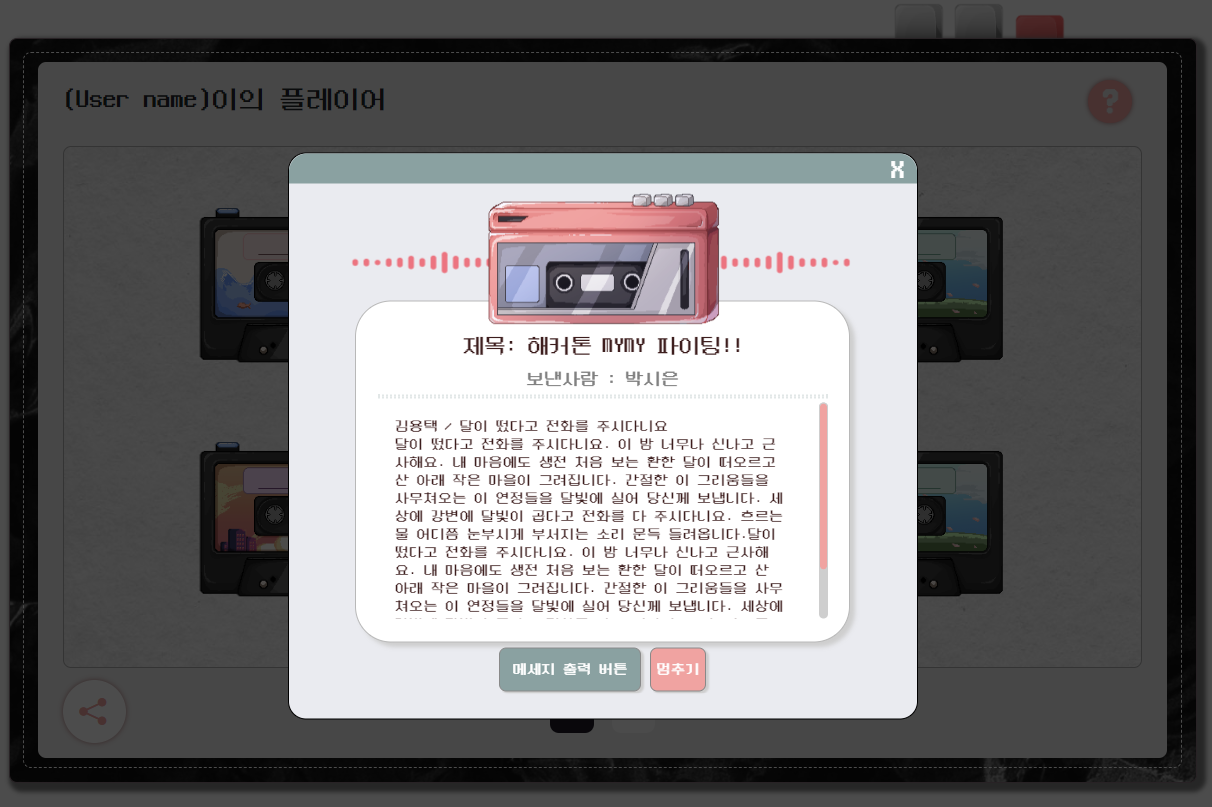 (User name)이의 플레이어
?
X
제목: 해커톤 MYMY 파이팅!!
보낸사람 : 박시은
김용택 / 달이 떴다고 전화를 주시다니요
달이 떴다고 전화를 주시다니요. 이 밤 너무나 신나고 근
사해요. 내 마음에도 생전 처음 보는 환한 달이 떠오르고
산 아래 작은 마을이 그려집니다. 간절한 이 그리움들을
사무쳐오는 이 연정들을 달빛에 실어 당신께 보냅니다. 세
상에 강변에 달빛이 곱다고 전화를 다 주시다니요. 흐르는
물 어디쯤 눈부시게 부서지는 소리 문득 들려옵니다.달이
떴다고 전화를 주시다니요. 이 밤 너무나 신나고 근사해
요. 내 마음에도 생전 처음 보는 환한 달이 떠오르고 산
아래 작은 마을이 그려집니다. 간절한 이 그리움들을 사무
쳐오는 이 연정들을 달빛에 실어 당신께 보냅니다. 세상에
메세지 출력 버튼
멈추기